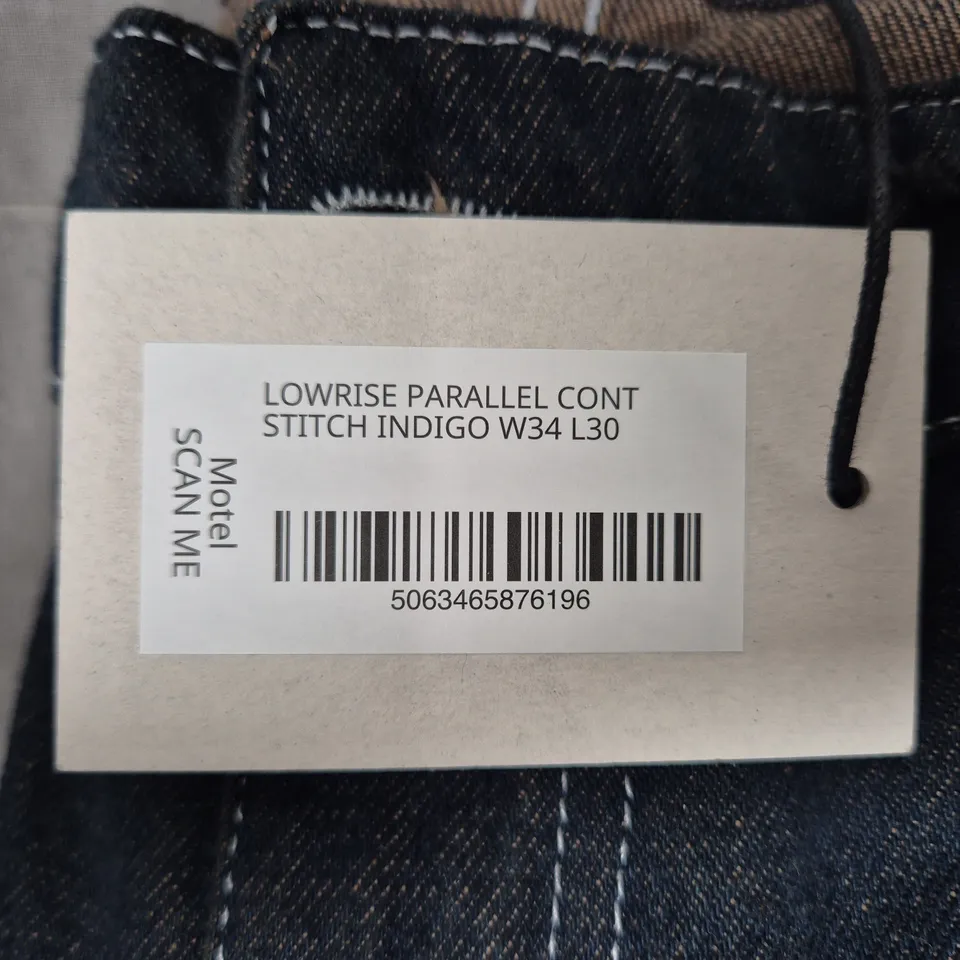 LOWRISE PARALLEL CONT
STITCH INDIGO W34 L30
Motel
SCAN ME
5063465876196